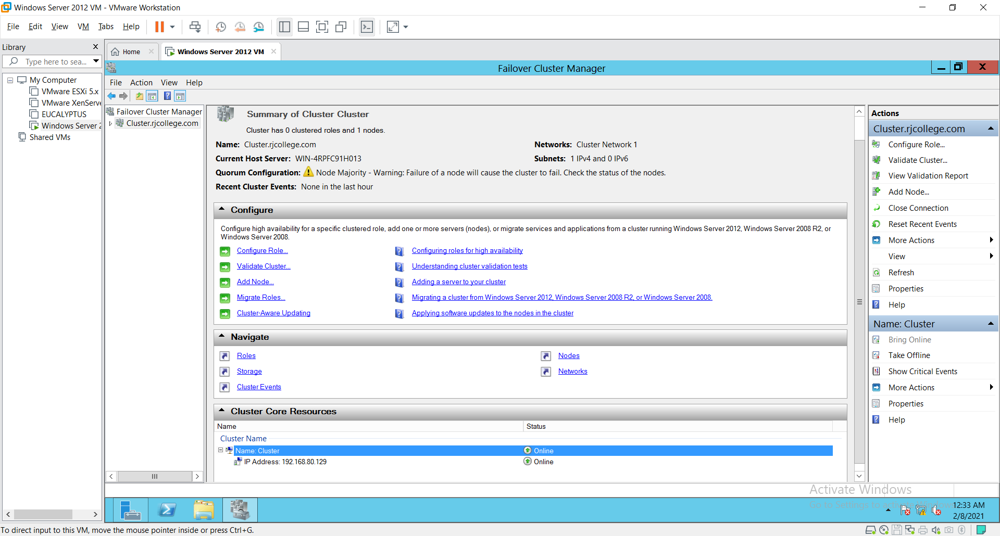 Windows Server 2012 VM - VMware Workstation
File Edit View VM Tabs Help
Library
Type here to sea...
My Computer
VMware ESXi 5.x
VMware XenServe
EUCALYPTUS
Windows Server 2
Shared VMs
Home
Windows Server 2012 VM
Failover Cluster Manager
File Action View Help
Failover Cluster Manager
Cluster.rjcollege.com
Summary of Cluster Cluster
Cluster has 0 clustered roles and 1 nodes.
Name: Cluster.rjcollege.com
Networks: Cluster Network 1
Current Host Server: WIN-4RPFC91H013
Subnets: 1 IPv4 and 0 IPv6
Quorum Configuration: Node Majority - Warning: Failure of a node will cause the cluster to fail. Check the status of the nodes.
Recent Cluster Events: None in the last hour
Configure
Configure high availability for a specific clustered role, add one or more servers (nodes), or migrate services and applications from a cluster running Windows Server 2012, Windows Server 2008 R2, or
Windows Server 2008.
Configure Role...
Configuring roles for high availability
Validate Cluster...
Understanding cluster validation tests
Add Node...
Adding a server to your cluster
Migrate Roles...
Migrating a cluster from Windows Server 2012, Windows Server 2008 R2, or Windows Server 2008.
Cluster-Aware Updating
Applying software updates to the nodes in the cluster
Navigate
Roles
Nodes
Storage
Networks
Cluster Events
Cluster Core Resources
Name Status
Cluster Name
Name: Cluster Online
IP Address: 192.168.80.129 Online
Actions
Cluster.rjcollege.com
Configure Role...
Validate Cluster...
View Validation Report
Add Node...
Close Connection
Reset Recent Events
More Actions
View
Refresh
Properties
Help
Name: Cluster
Bring Online
Take Offline
Show Critical Events
More Actions
Properties
Help
Activate Windows
Go to Settings to
12:33 AM
2/8/2021
To direct input to this VM, move the mouse pointer inside or press Ctrl+G.